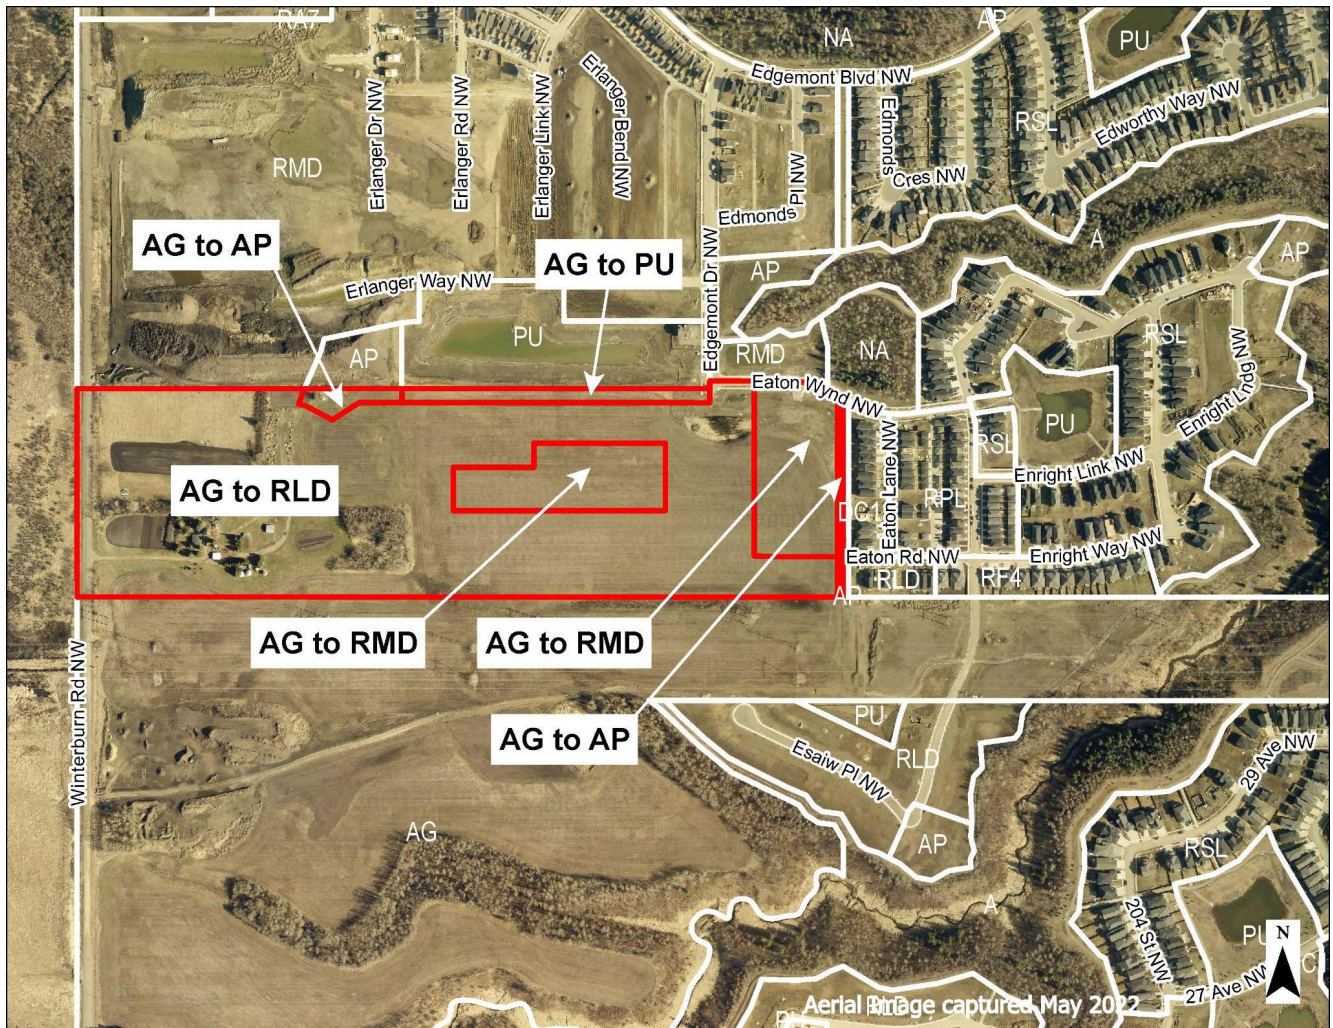 RA7
AP
NA
PU
Edgemont Blvd NW
Erlanger Dr NW
Erlanger Rd NW
Erlanger Link NW
Erlanger Bend NW
Edmonds
Cres NW
RSL
Edworthy Way NW
RMD
Edmonds
Pl NW
AG to AP
AG to PU
Edgemont Dr NW
A
AP
AP
Erlanger Way NW
PU
AP
RMD
NA
RSL
Enright Lndg NW
Eaton Wynd NW
PU
RSL
Enright Link NW
AG to RLD
DC1
Eaton Lane NW
RPL
Eaton Rd NW
Enright Way NW
RLD
RF4
AP
AG to RMD
AG to RMD
AG to AP
Winterburn Rd NW
PU
RLD
Esaiw Pl NW
AP
AG
29 Ave NW
RSL
A
204 St NW
PU
N
27 Ave NW
RLD
Aerial Image captured May 2022